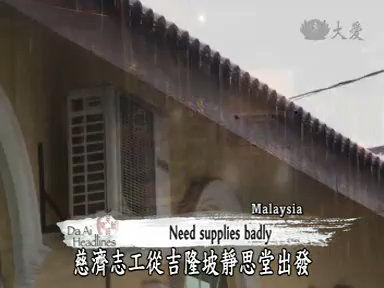 大愛
Malaysia
Need supplies badly
Da Ai
Headlines
慈濟志工從吉隆坡靜思堂出發